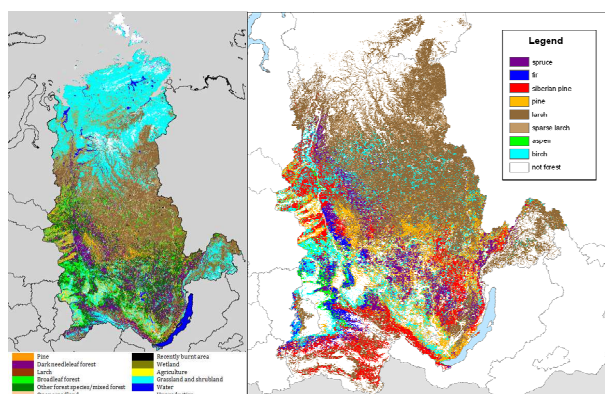 Legend
spruce
fir
siberian pine
pine
larch
sparse larch
aspen
birch
not forest
Pine
Dark needleleaf forest
Larch
Broadleaf forest
Other forest species/mixed forest
Recently burnt area
Wetland
Agriculture
Grassland and shrubland
Water